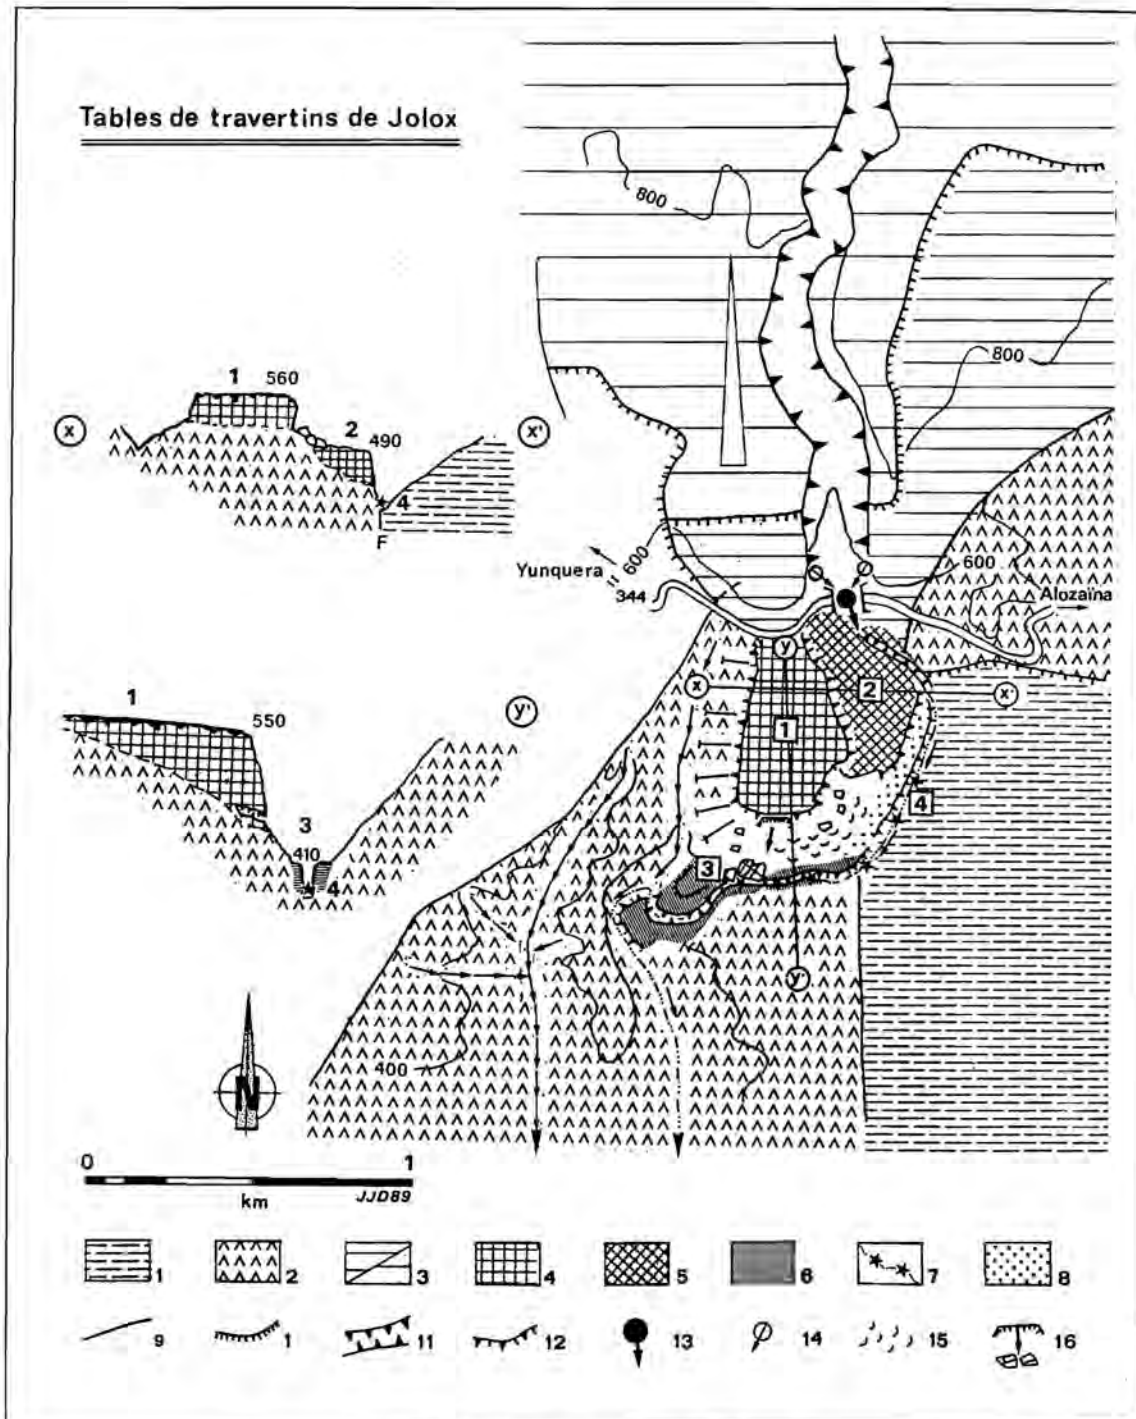 Tables de travertins de Jolox
800
800
1 560
2
490
x
x'
4
F
600
Yunquera
344
600
Alozaïna
y
x
x'
2
1
1
550
y'
4
3
410
4
3
y'
400
N
0 1
km
JJD89
1 2 3 4 5 6 7 8
9 1 11 12 13 14 15 16